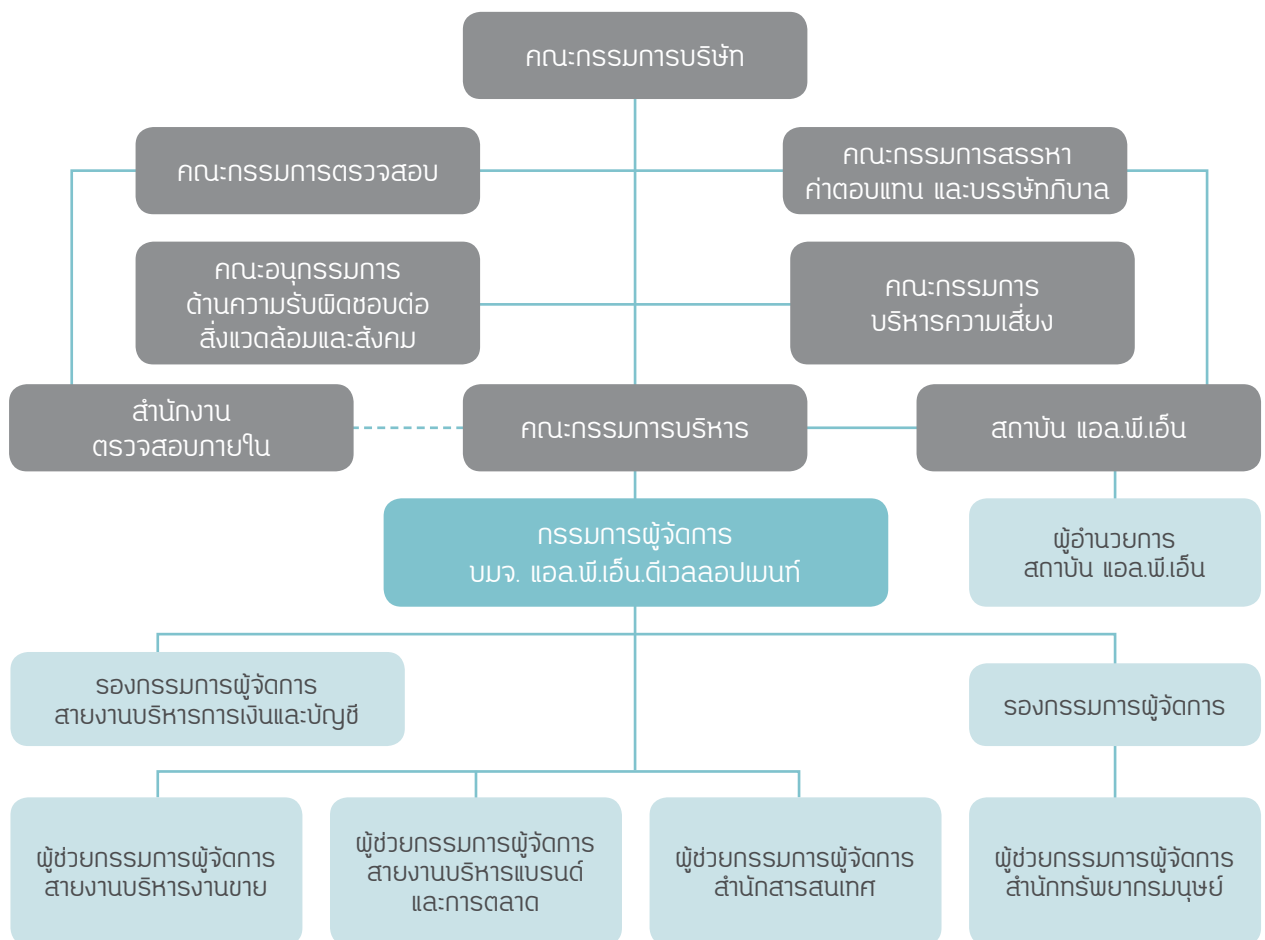 คณะกรรมการบริษัท
คณะกรรมการตรวจสอบ
คณะกรรมการสรรหา
ค่าตอบแทน และบรรษัทภิบาล
คณะอนุกรรมการ
ด้านความรับผิดชอบต่อ
สิ่งแวดล้อมและสังคม
คณะกรรมการ
บริหารความเสี่ยง
สำนักงาน
ตรวจสอบภายใน
คณะกรรมการบริหาร
สถาบัน แอล.พี.เอ็น
กรรมการผู้จัดการ
บมจ. แอล.พี.เอ็น.ดีเวลลอปเมนท์
ผู้อำนวยการ
สถาบัน แอล.พี.เอ็น
รองกรรมการผู้จัดการ
สายงานบริหารการเงินและบัญชี
รองกรรมการผู้จัดการ
ผู้ช่วยกรรมการผู้จัดการ
สายงานบริหารงานขาย
ผู้ช่วยกรรมการผู้จัดการ
สายงานบริหารแบรนด์
และการตลาด
ผู้ช่วยกรรมการผู้จัดการ
สำนักสารสนเทศ
ผู้ช่วยกรรมการผู้จัดการ
สำนักทรัพยากรมนุษย์